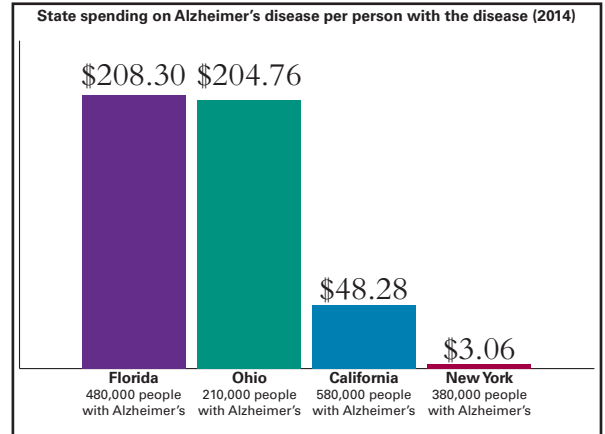 State spending on Alzheimer's disease per person with the disease (2014)
$208.30 $204.76
$48.28
$3.06
Florida Ohio California New York
480,000 people 210,000 people 580,000 people 380,000 people
with Alzheimer's with Alzheimer's with Alzheimer's with Alzheimer's